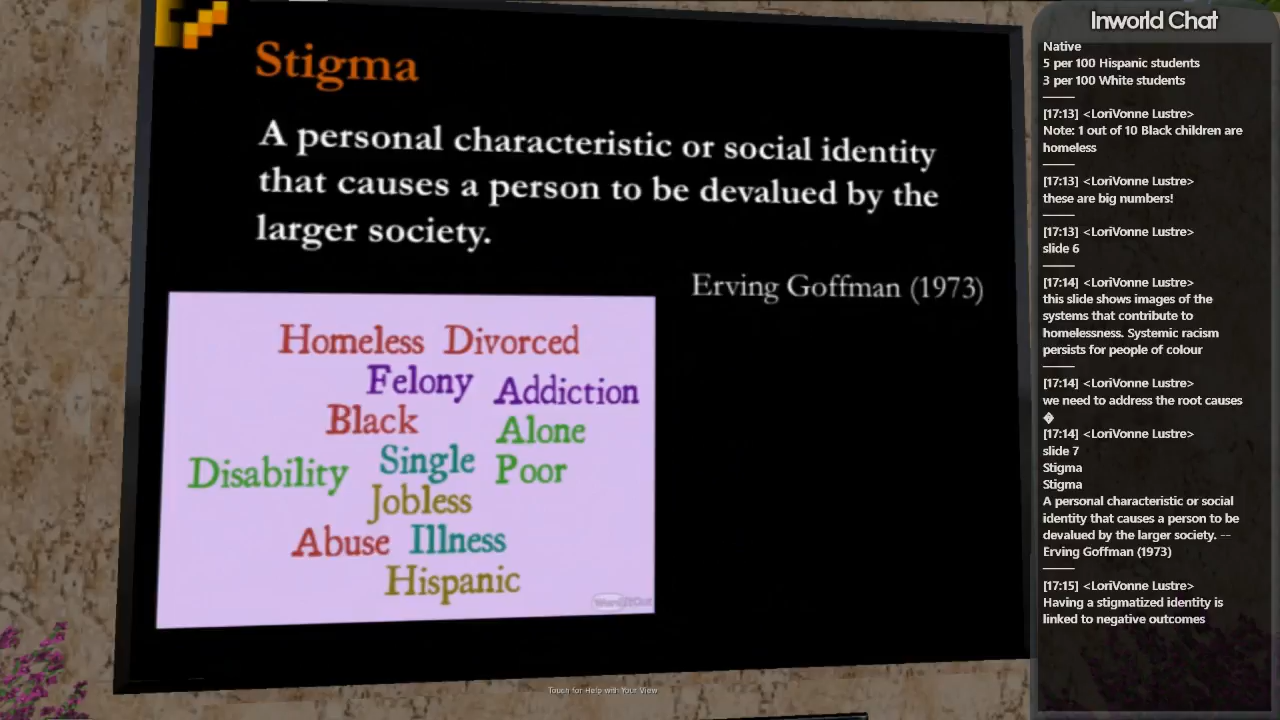 Stigma
A personal characteristic or social identity
that causes a person to be devalued by the
larger society.
Erving Goffman (1973)
Homeless Divorced
Felony Addiction
Black Alone
Disability Single Poor
Jobless
Abuse Illness
Hispanic
Touch for Help with Your View
Inworld Chat
Native
5 per 100 Hispanic students
3 per 100 White students
[17:13] <LoriVonne Lustre>
Note: 1 out of 10 Black children are
homeless
[17:13] <LoriVonne Lustre>
these are big numbers!
[17:13] <LoriVonne Lustre>
slide 6
[17:14] <LoriVonne Lustre>
this slide shows images of the
systems that contribute to
homelessness. Systemic racism
persists for people of colour
[17:14] <LoriVonne Lustre>
we need to address the root causes
�
[17:14] <LoriVonne Lustre>
slide 7
Stigma
Stigma
A personal characteristic or social
identity that causes a person to be
devalued by the larger society. --
Erving Goffman (1973)
[17:15] <LoriVonne Lustre>
Having a stigmatized identity is
linked to negative outcomes